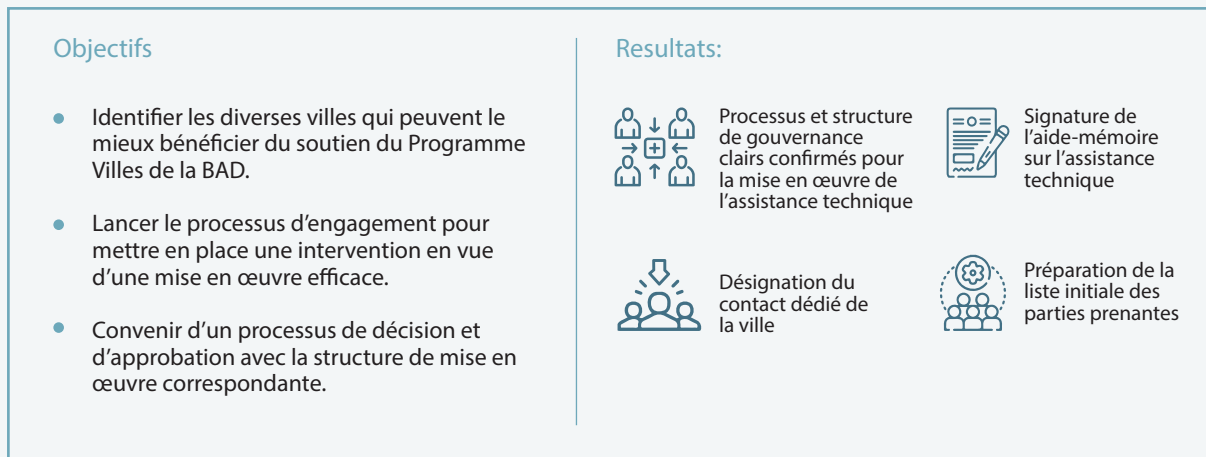 Objectifs
Identifier les diverses villes qui peuvent le
mieux bénéficier du soutien du Programme
Villes de la BAD.
Lancer le processus d’engagement pour
mettre en place une intervention en vue
d’une mise en œuvre efficace.
Convenir d’un processus de décision et
d’approbation avec la structure de mise en
œuvre correspondante.
Resultats:
Processus et structure
de gouvernance
clairs confirmés pour
la mise en œuvre de
l’assistance technique
Signature de
l’aide-mémoire
sur l’assistance
technique
Désignation du
contact dédié de
la ville
Préparation de la
liste initiale des
parties prenantes